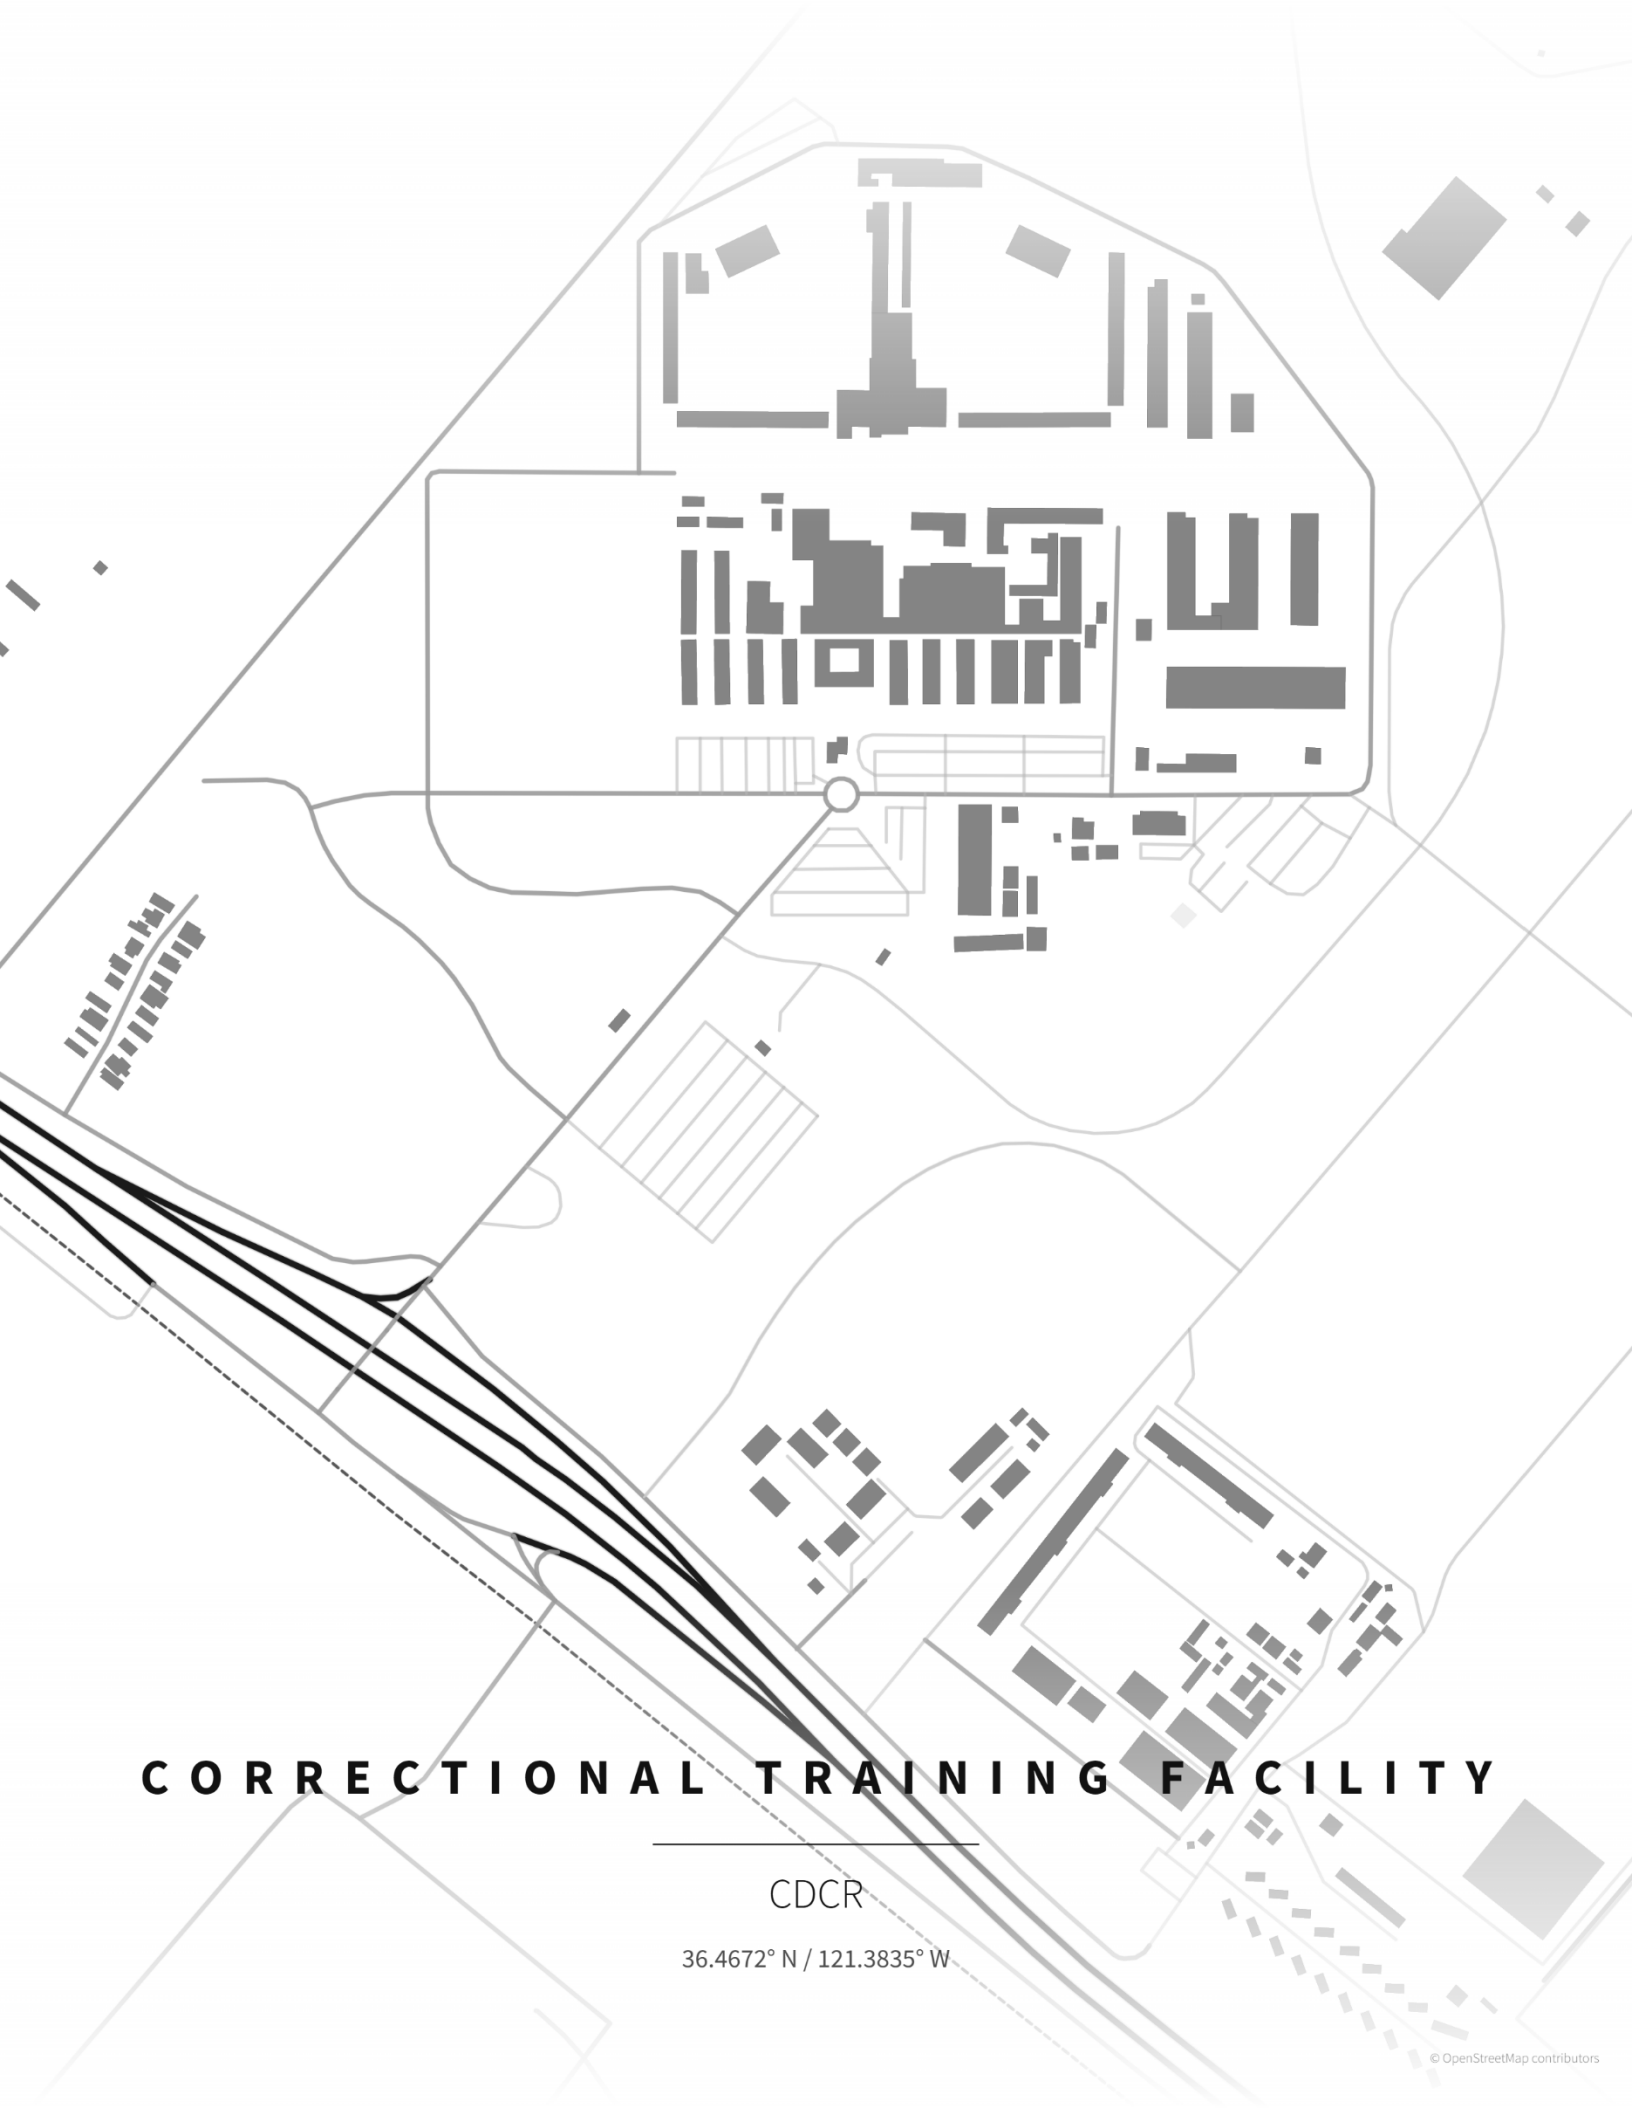 CORRECTIONAL TRAINING FACILITY
CDCR
36.4672° N / 121.3835° W
© OpenStreetMap contributors